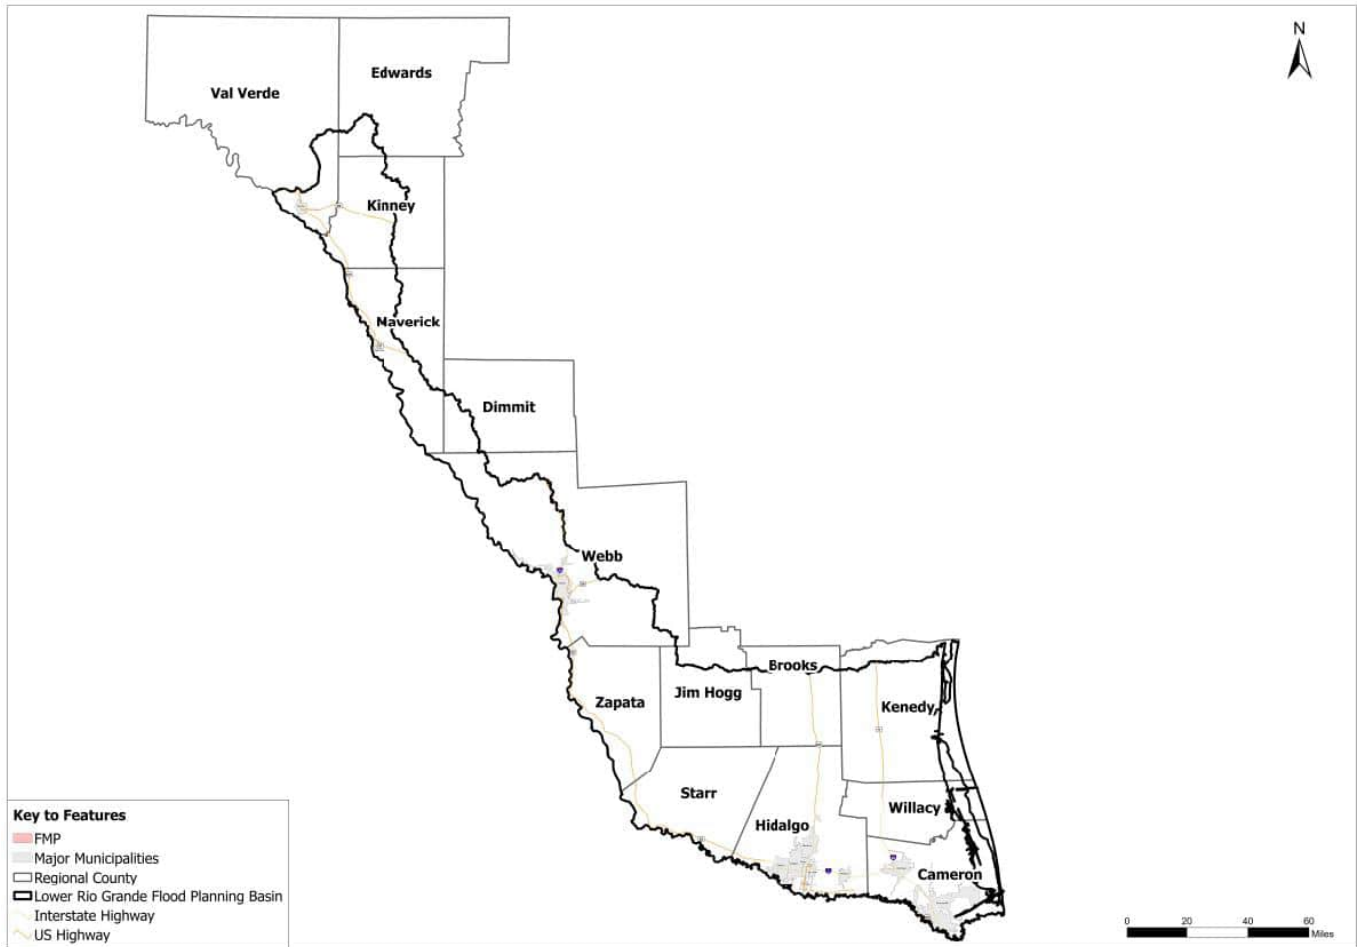 N
Edwards
Val Verde
Kinney
Maverick
Dimmit
Webb
Brooks
Jim Hogg
Zapata
Kenedy
Starr
Willacy
Hidalgo
Cameron
Key to Features
FMP
Major Municipalities
Regional County
Lower Rio Grande Flood Planning Basin
Interstate Highway
US Highway
0 20 40 60
Miles